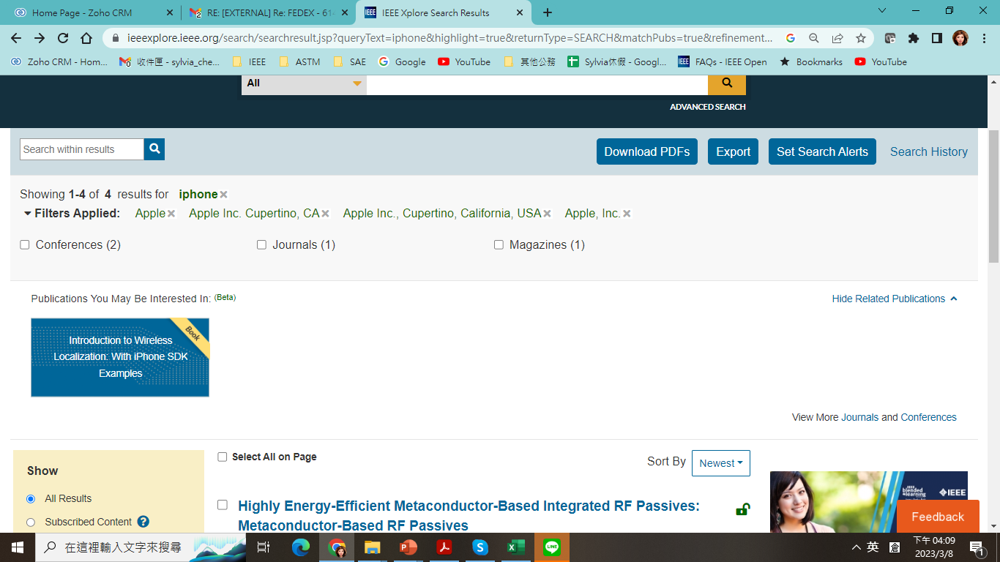 Home Page - Zoho CRM
RE: [EXTERNAL] Re: FEDEX - 614
IEEE Xplore Search Results
ieeexplore.ieee.org/search/searchresult.jsp?queryText=iphone&highlight=true&returnType=SEARCH&matchPubs=true&refinement...
Zoho CRM - Hom...
收件匣 - sylvia_che...
IEEE
ASTM
SAE
Google
YouTube
其他公務
Sylvia休假 - Googl...
FAQs - IEEE Open
Bookmarks
YouTube
All
ADVANCED SEARCH
Search within results
Download PDFs
Export
Set Search Alerts
Search History
Showing 1-4 of 4 results for iphone
Filters Applied: Apple Apple Inc. Cupertino, CA Apple Inc., Cupertino, California, USA Apple, Inc.
Conferences (2)
Journals (1)
Magazines (1)
Publications You May Be Interested In: (Beta)
Hide Related Publications
Book
Introduction to Wireless
Localization: With iPhone SDK
Examples
View More Journals and Conferences
Show
All Results
Subscribed Content
Select All on Page
Sort By Newest
Highly Energy-Efficient Metaconductor-Based Integrated RF Passives:
Metaconductor-Based RF Passives
IEEE
blended
elearning
IEEE
Feedback
在這裡輸入文字來搜尋
LINE
英
倉
下午 04:09
2023/3/8
1